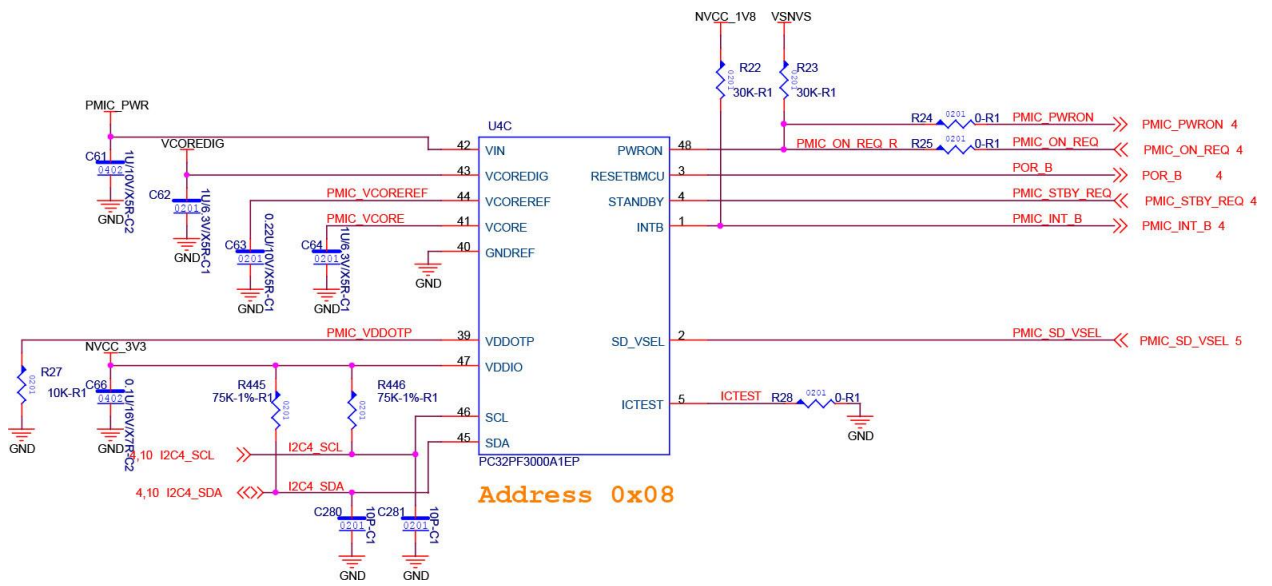 NVCC_1V8
VSNVS
R22
0201
30K-R1
R23
0201
30K-R1
PMIC_PWR
C61
0402
1U/10V/X5R-C2
VCOREDIG
C62
0201
1U/6.3V/X5R-C1
PMIC_VCOREREF
C63
0201
0.22U/10V/X5R-C1
PMIC_VCORE
C64
0201
1U/6.3V/X5R-C1
GND
GND
GND
GND
GND
U4C
42 VIN
43 VCOREDIG
44 VCOREREF
41 VCORE
40 GNDREF
39 VDDOTP
47 VDDIO
46 SCL
45 SDA
PWRON 48
RESETBMCU 3
STANDBY 4
INTB 1
SD_VSEL 2
ICTEST 5
PC32PF3000A1EP
Address 0x08
R24 0201 0-R1 PMIC_PWRON PMIC_PWRON 4
PMIC_ON_REQ_R R25 0201 0-R1 PMIC_ON_REQ PMIC_ON_REQ 4
POR_B POR_B 4
PMIC_STBY_REQ PMIC_STBY_REQ 4
PMIC_INT_B PMIC_INT_B 4
PMIC_SD_VSEL PMIC_SD_VSEL 5
ICTEST R28 0201 0-R1
GND
PMIC_VDDOTP
NVCC_3V3
R27
0201
10K-R1
GND
C66
0402
0.1U/16V/X7R-C2
GND
R445
75K-1%-R1
0201
R446
75K-1%-R1
0201
4,10 I2C4_SCL I2C4_SCL
4,10 I2C4_SDA I2C4_SDA
C280
0201
10P-C1
C281
0201
10P-C1
GND
GND